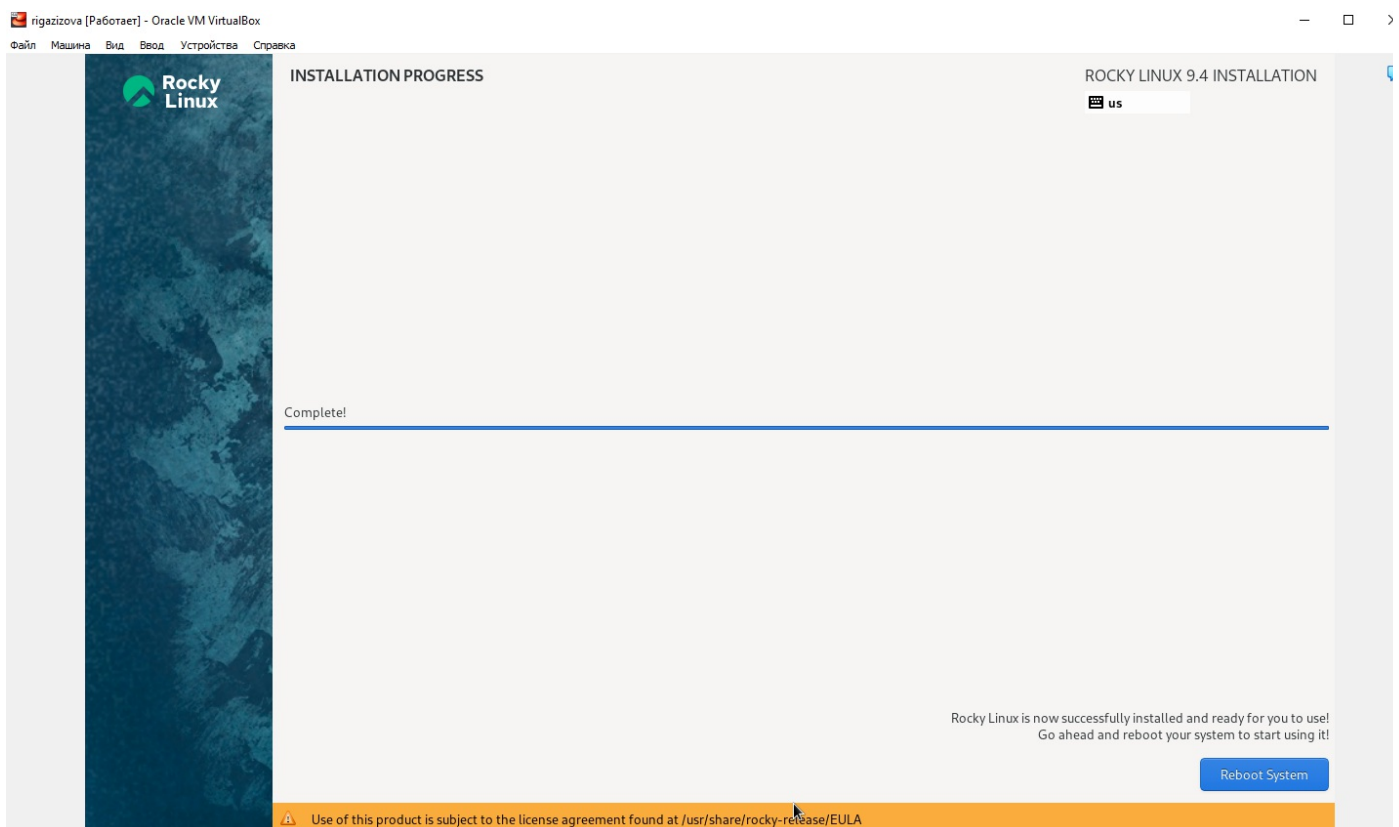 rigazizova [Работает] - Oracle VM VirtualBox
Файл Машина Вид Ввод Устройства Справка
Rocky
Linux
INSTALLATION PROGRESS
ROCKY LINUX 9.4 INSTALLATION
us
Complete!
Rocky Linux is now successfully installed and ready for you to use!
Go ahead and reboot your system to start using it!
Reboot System
Use of this product is subject to the license agreement found at /usr/share/rocky-release/EULA